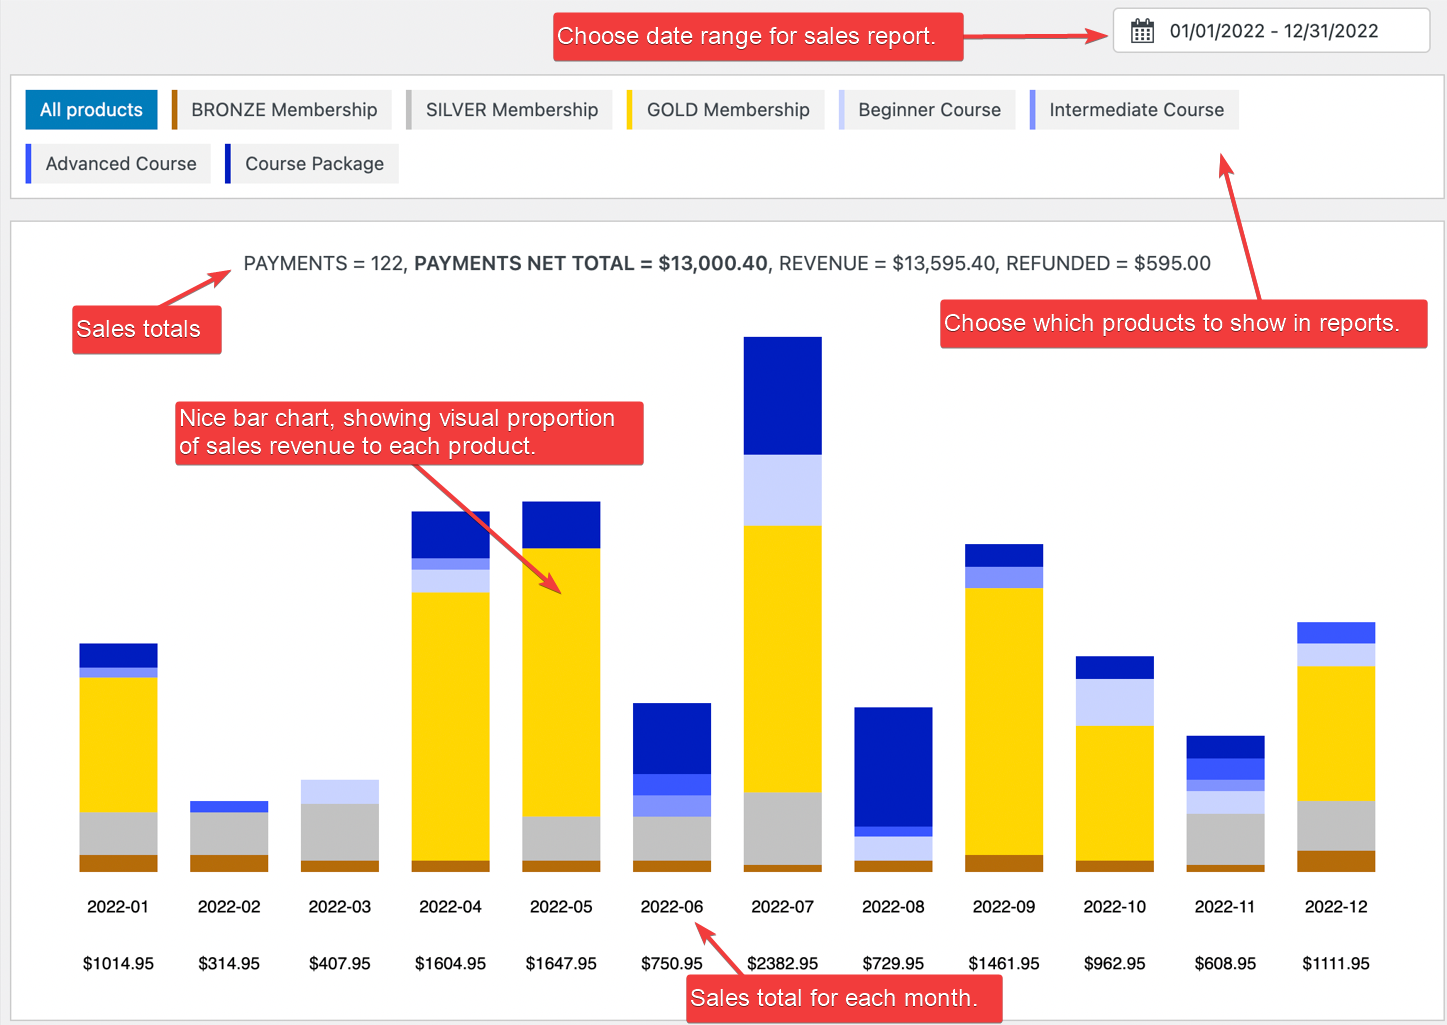 Choose date range for sales report.
01/01/2022 - 12/31/2022
All products
BRONZE Membership
SILVER Membership
GOLD Membership
Beginner Course
Intermediate Course
Advanced Course
Course Package
PAYMENTS = 122, PAYMENTS NET TOTAL = $13,000.40, REVENUE = $13,595.40, REFUNDED = $595.00
Sales totals
Choose which products to show in reports.
Nice bar chart, showing visual proportion
of sales revenue to each product.
2022-01 2022-02 2022-03 2022-04 2022-05 2022-06 2022-07 2022-08 2022-09 2022-10 2022-11 2022-12
$1014.95 $314.95 $407.95 $1604.95 $1647.95 $750.95 $2382.95 $729.95 $1461.95 $962.95 $608.95 $1111.95
Sales total for each month.